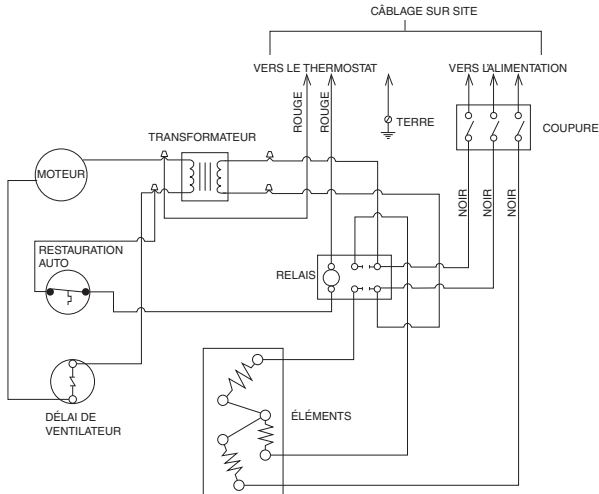 CÂBLAGE SUR SITE
VERS LE THERMOSTAT
VERS L'ALIMENTATION
ROUGE
ROUGE
TERRE
COUPURE
TRANSFORMATEUR
MOTEUR
NOIR
NOIR
NOIR
RESTAURATION
AUTO
RELAIS
ÉLÉMENTS
DÉLAI DE
VENTILATEUR